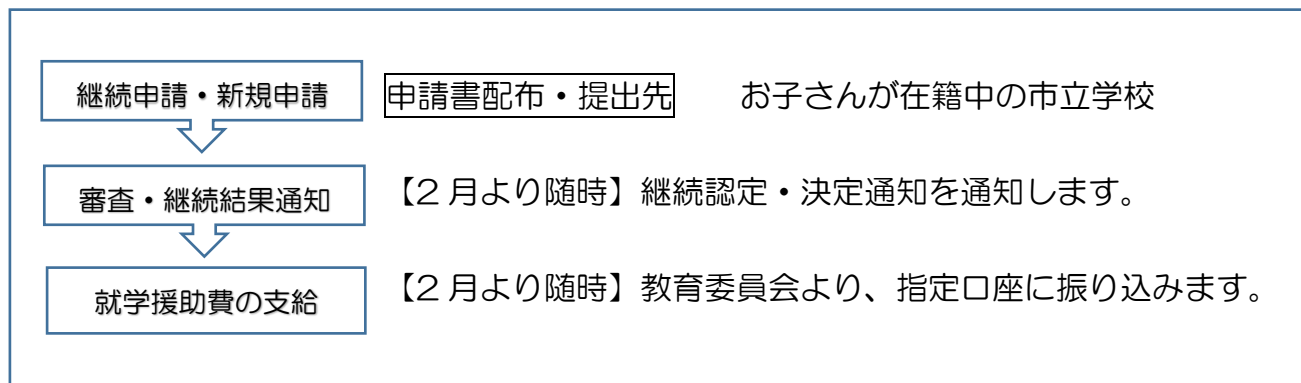 継続申請・新規申請 申請書配布・提出先 お子さんが在籍中の市立学校
審査・継続結果通知 【2月より随時】継続認定・決定通知を通知します。
就学援助費の支給 【2月より随時】教育委員会より、指定口座に振り込みます。